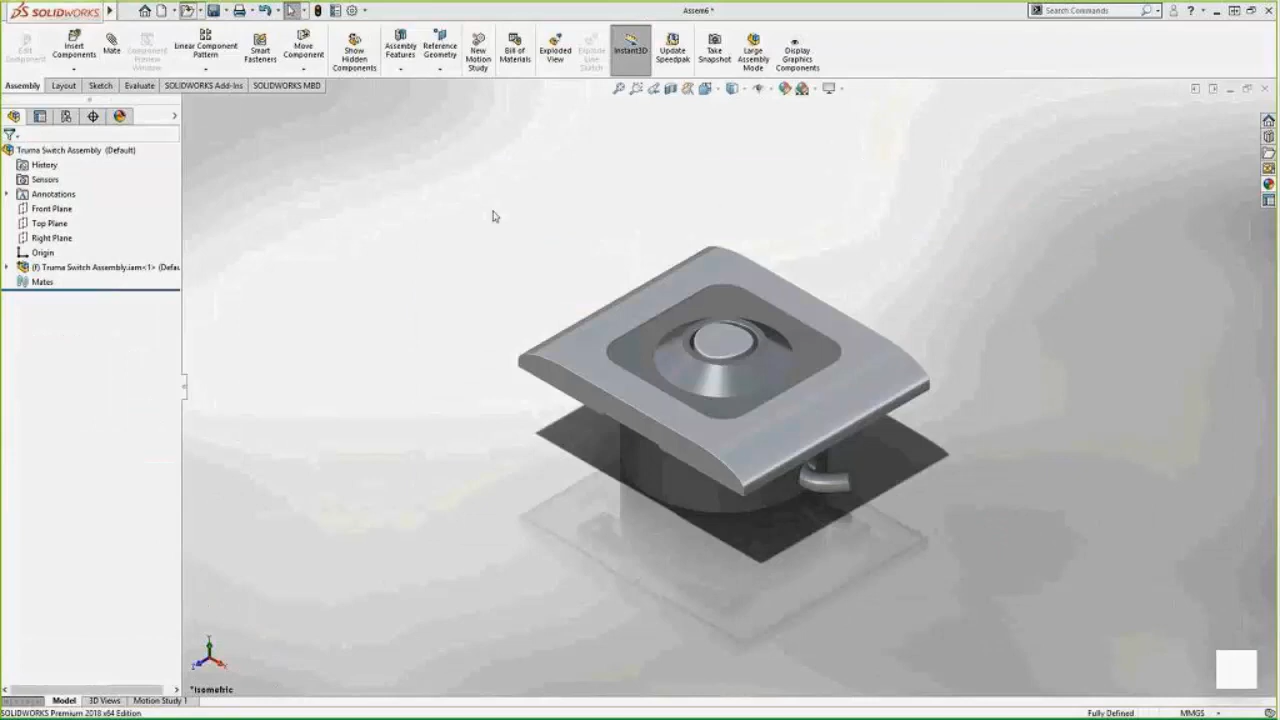 SOLIDWORKS
Assem6 *
Search Commands
Edit Component
Insert Components
Mate
Component Preview Window
Linear Component Pattern
Smart Fasteners
Move Component
Show Hidden Components
Assembly Features
Reference Geometry
New Motion Study
Bill of Materials
Exploded View
Explode Line Sketch
Instant3D
Update Speedpak
Take Snapshot
Large Assembly Mode
Display Graphics Components
Assembly
Layout
Sketch
Evaluate
SOLIDWORKS Add-Ins
SOLIDWORKS MBD
Truma Switch Assembly (Default)
History
Sensors
Annotations
Front Plane
Top Plane
Right Plane
Origin
(f) Truma Switch Assembly.iam<1> (Defau
Mates
Y
Z
X
*Isometric
Model
3D Views
Motion Study 1
SOLIDWORKS Premium 2018 x64 Edition
Fully Defined
MMGS